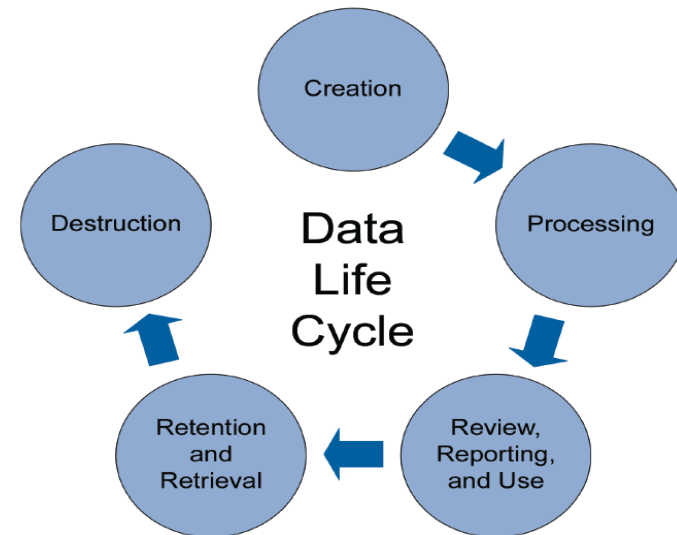 Creation
Processing
Review,
Reporting,
and Use
Retention
and
Retrieval
Destruction
Data
Life
Cycle